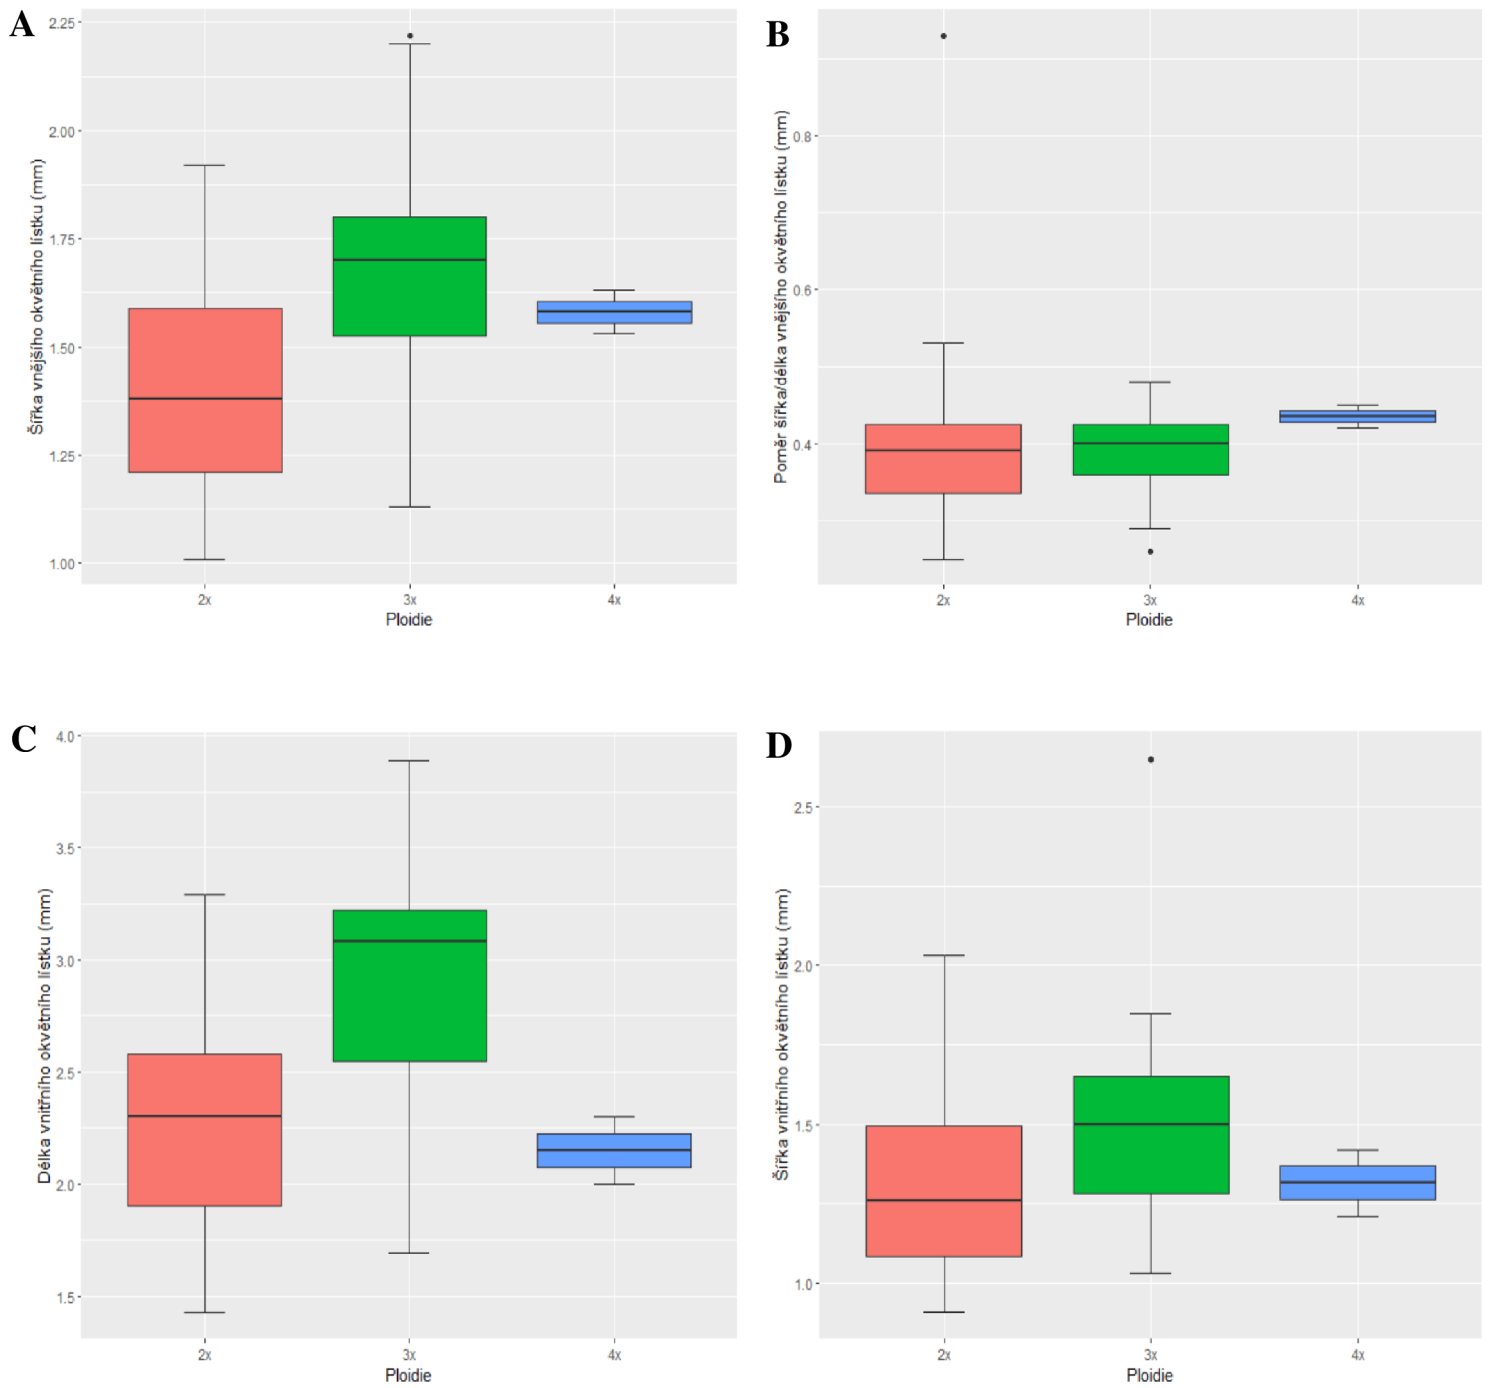 A
Šířka vnějšího okvětního lístku (mm)
2.25
2.00
1.75
1.50
1.25
1.00
2x 3x 4x
Ploidie
B
Poměr šířka/délka vnějšího okvětního lístku (mm)
0.8
0.6
0.4
2x 3x 4x
Ploidie
C
Délka vnitřního okvětního lístku (mm)
4.0
3.5
3.0
2.5
2.0
1.5
2x 3x 4x
Ploidie
D
Šířka vnitřního okvětního lístku (mm)
2.5
2.0
1.5
1.0
2x 3x 4x
Ploidie